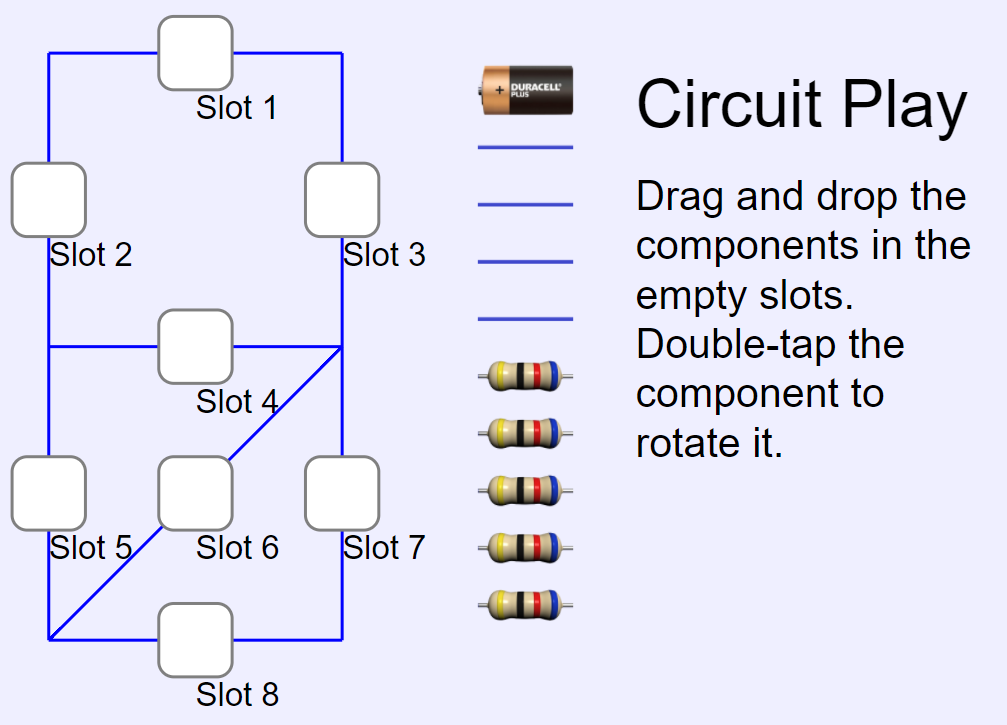 Slot 1
Slot 2
Slot 3
Slot 4
Slot 5
Slot 6
Slot 7
Slot 8
+ DURACELL®
PLUS
Circuit Play
Drag and drop the
components in the
empty slots.
Double-tap the
component to
rotate it.